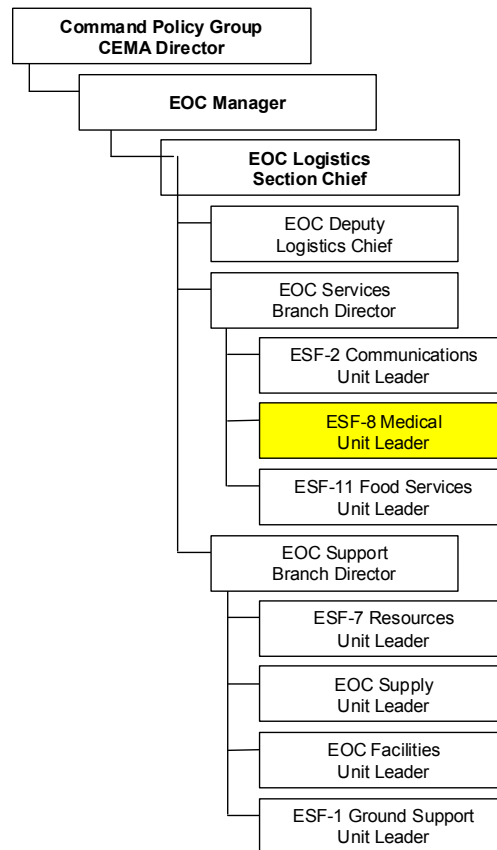 Command Policy Group
CEMA Director
EOC Manager
EOC Logistics
Section Chief
EOC Deputy
Logistics Chief
EOC Services
Branch Director
ESF-2 Communications
Unit Leader
ESF-8 Medical
Unit Leader
ESF-11 Food Services
Unit Leader
EOC Support
Branch Director
ESF-7 Resources
Unit Leader
EOC Supply
Unit Leader
EOC Facilities
Unit Leader
ESF-1 Ground Support
Unit Leader